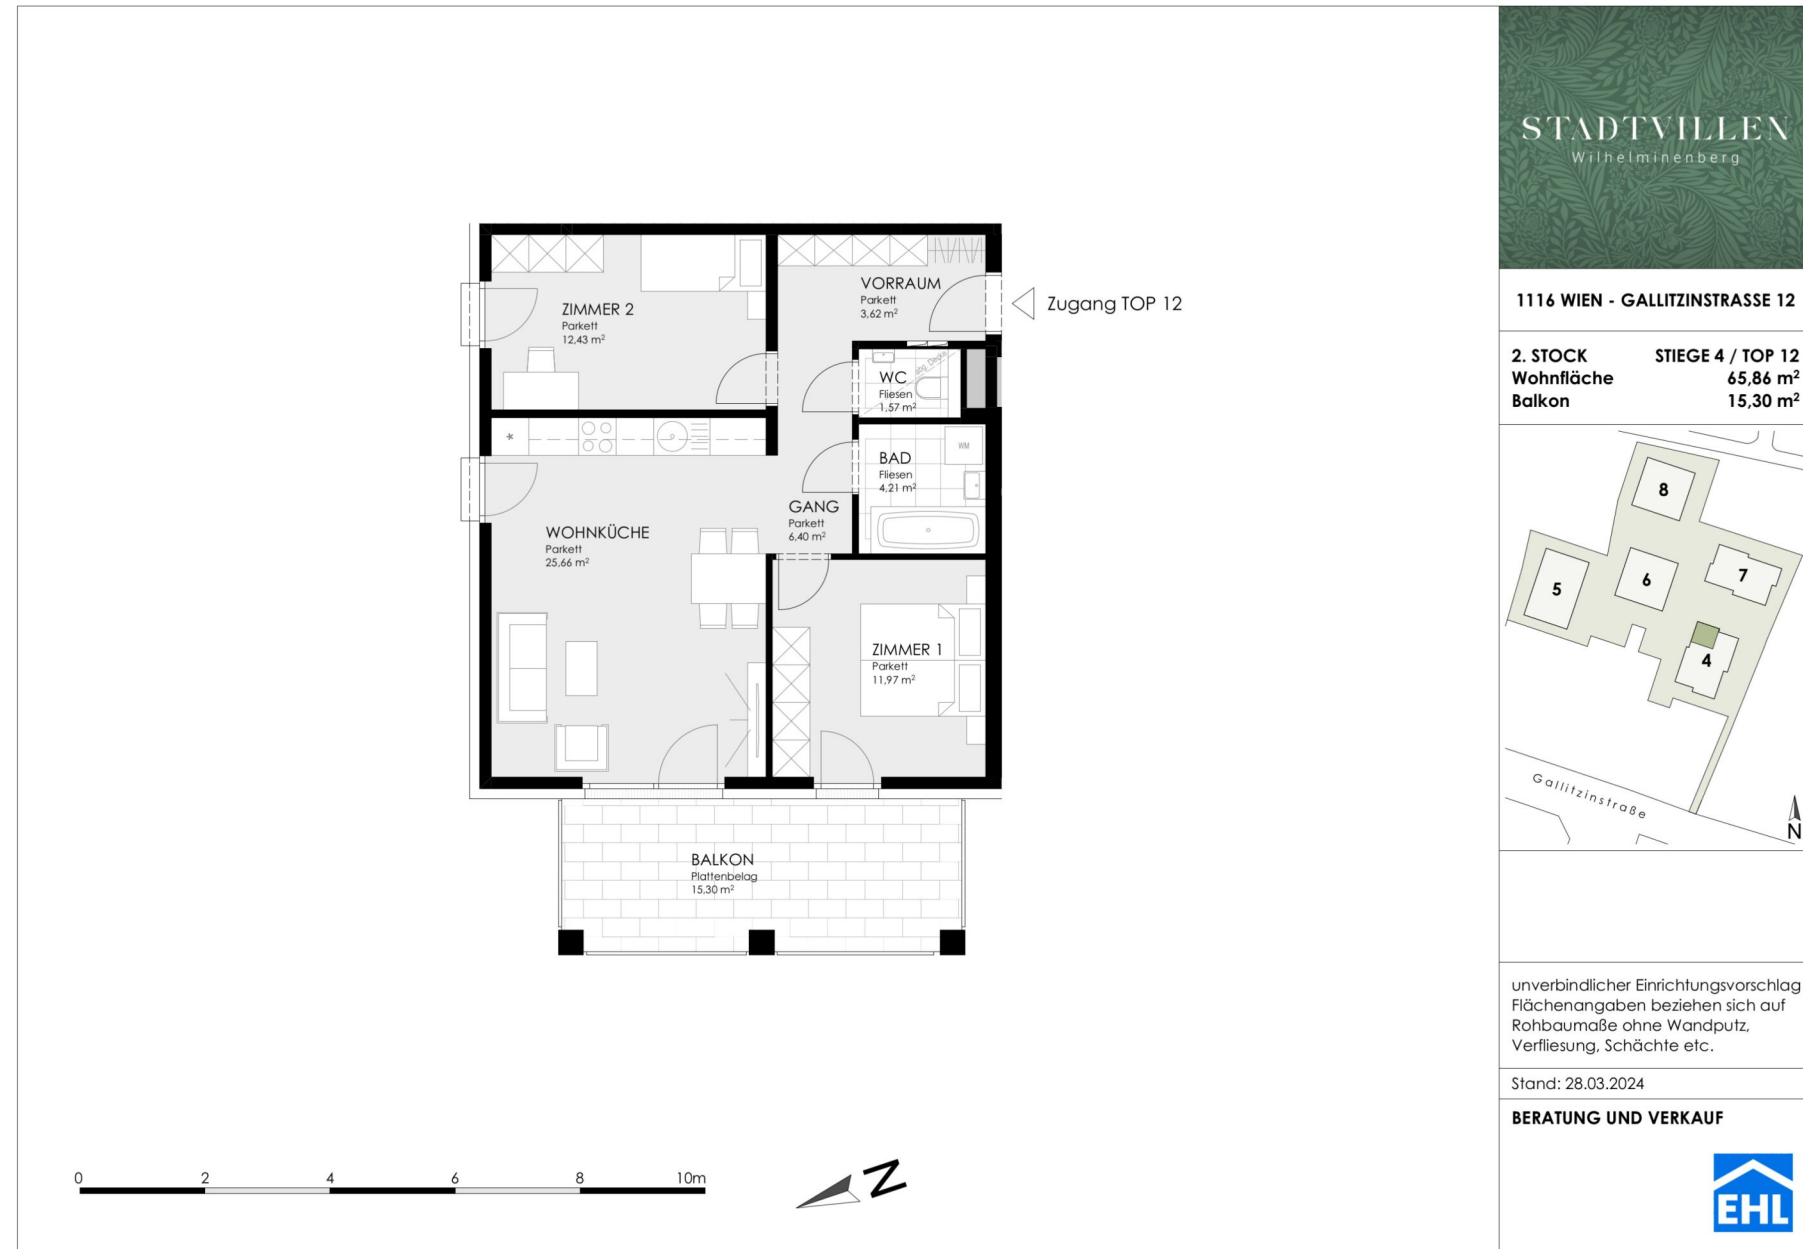 STADTVILLEN
Wilhelminenberg
1116 WIEN - GALLITZINSTRASSE 12
2. STOCK STIEGE 4 / TOP 12
Wohnfläche 65,86 m²
Balkon 15,30 m²
8
5
6
7
4
Gallitzinstraße
N
unverbindlicher Einrichtungsvorschlag
Flächenangaben beziehen sich auf
Rohbaumaße ohne Wandputz,
Verfliesung, Schächte etc.
Stand: 28.03.2024
BERATUNG UND VERKAUF
EHL
ZIMMER 2
Parkett
12,43 m²
VORRAUM
Parkett
3,62 m²
Zugang TOP 12
WC
Fliesen
1,57 m²
abg. Decke
BAD
Fliesen
4,21 m²
WM
GANG
Parkett
6,40 m²
*
WOHNKÜCHE
Parkett
25,66 m²
ZIMMER 1
Parkett
11,97 m²
BALKON
Plattenbelag
15,30 m²
0 2 4 6 8 10m
N